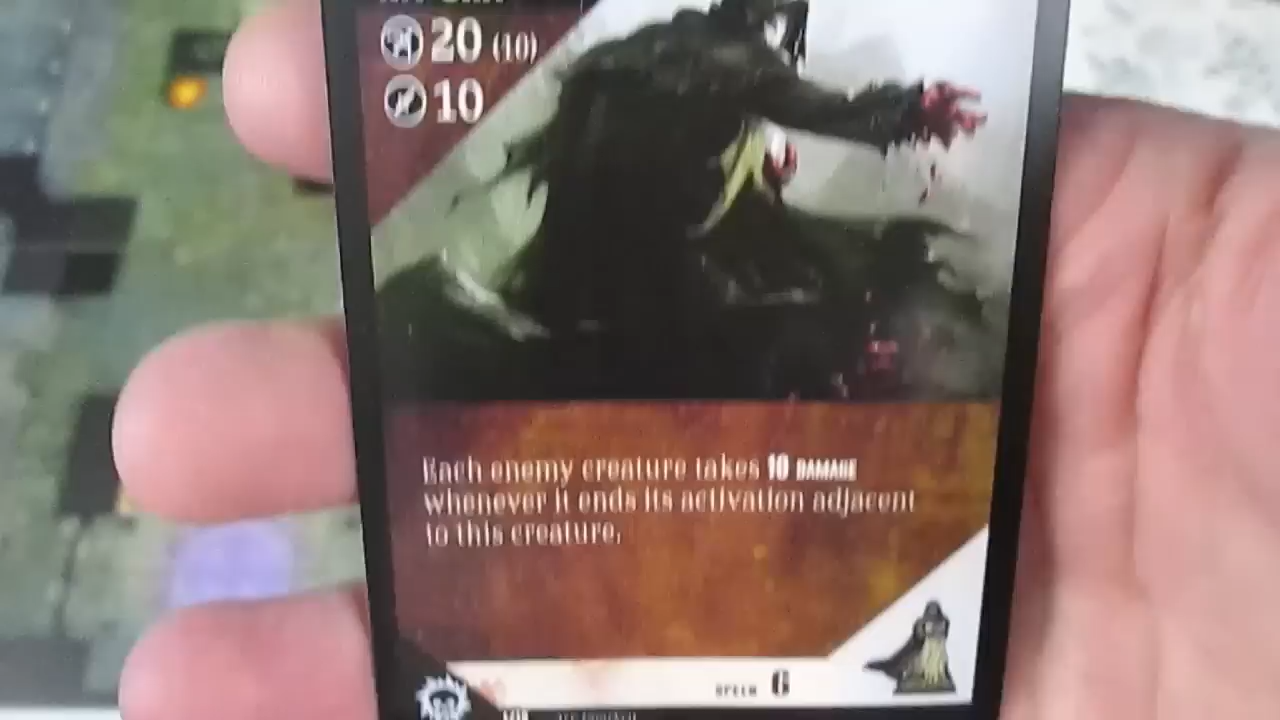 20 (10)
10
Each enemy creature takes 10 DAMAGE
whenever it ends its activation adjacent
to this creature.
SPEED 6